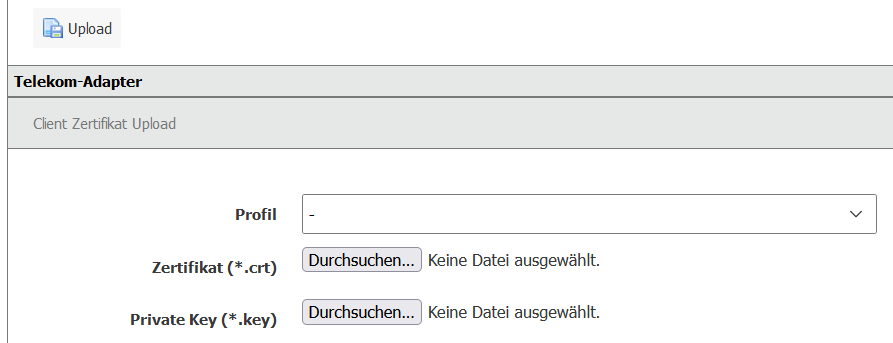 Upload
Telekom-Adapter
Client Zertifikat Upload
Profil -
Zertifikat (*.crt) Durchsuchen... Keine Datei ausgewählt.
Private Key (*.key) Durchsuchen... Keine Datei ausgewählt.